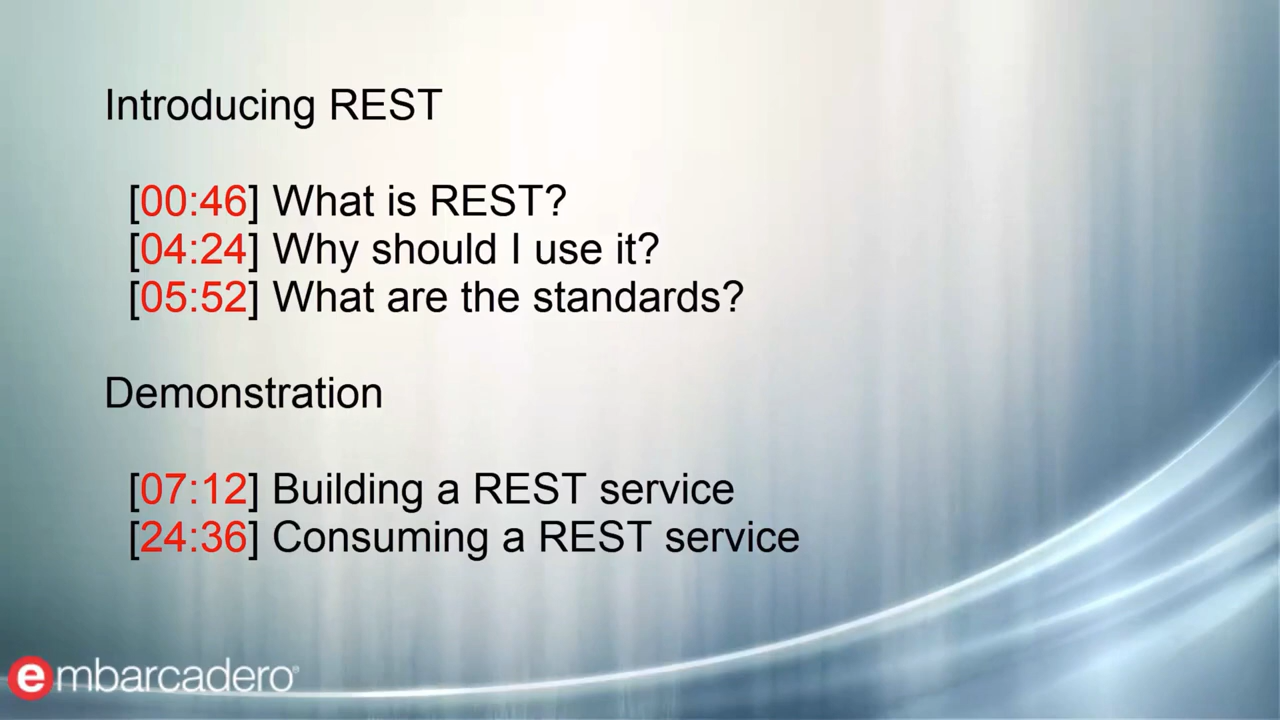 Introducing REST
[00:46] What is REST?
[04:24] Why should I use it?
[05:52] What are the standards?
Demonstration
[07:12] Building a REST service
[24:36] Consuming a REST service
embarcadero®